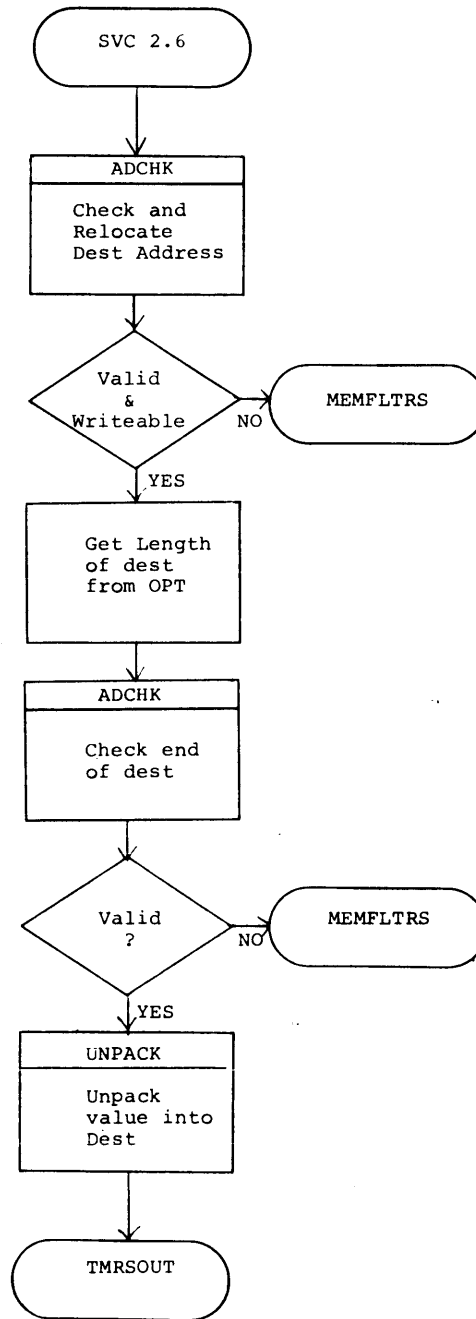 SVC 2.6
ADCHK
Check and
Relocate
Dest Address
Valid
&
Writeable
NO
MEMFLTRS
YES
Get Length
of dest
from OPT
ADCHK
Check end
of dest
Valid
?
NO
MEMFLTRS
YES
UNPACK
Unpack
value into
Dest
TMRSOUT